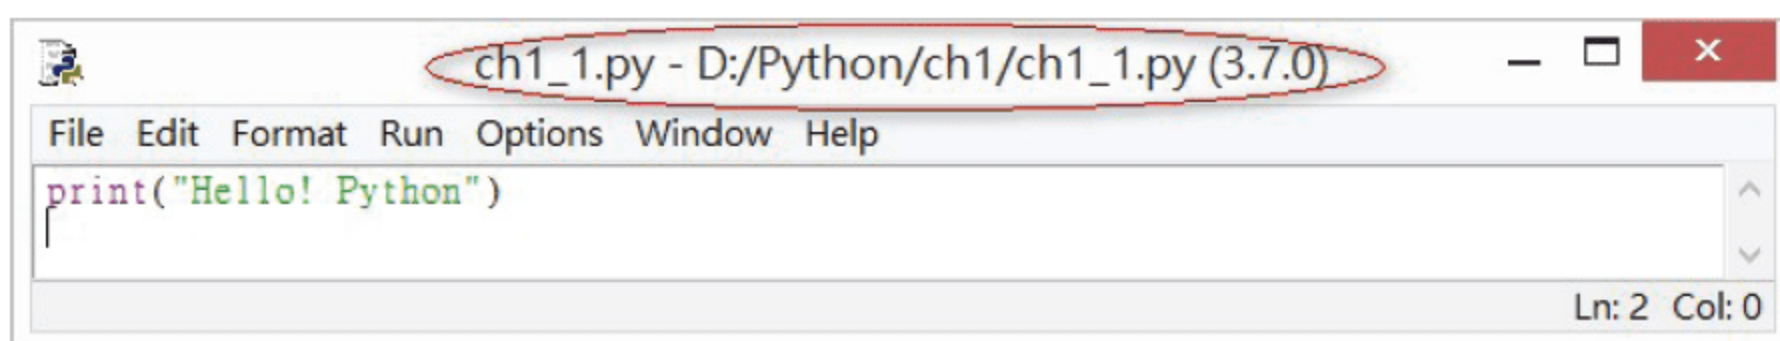 ch1_1.py - D:/Python/ch1/ch1_1.py (3.7.0)
File Edit Format Run Options Window Help
print("Hello! Python")
Ln: 2 Col: 0